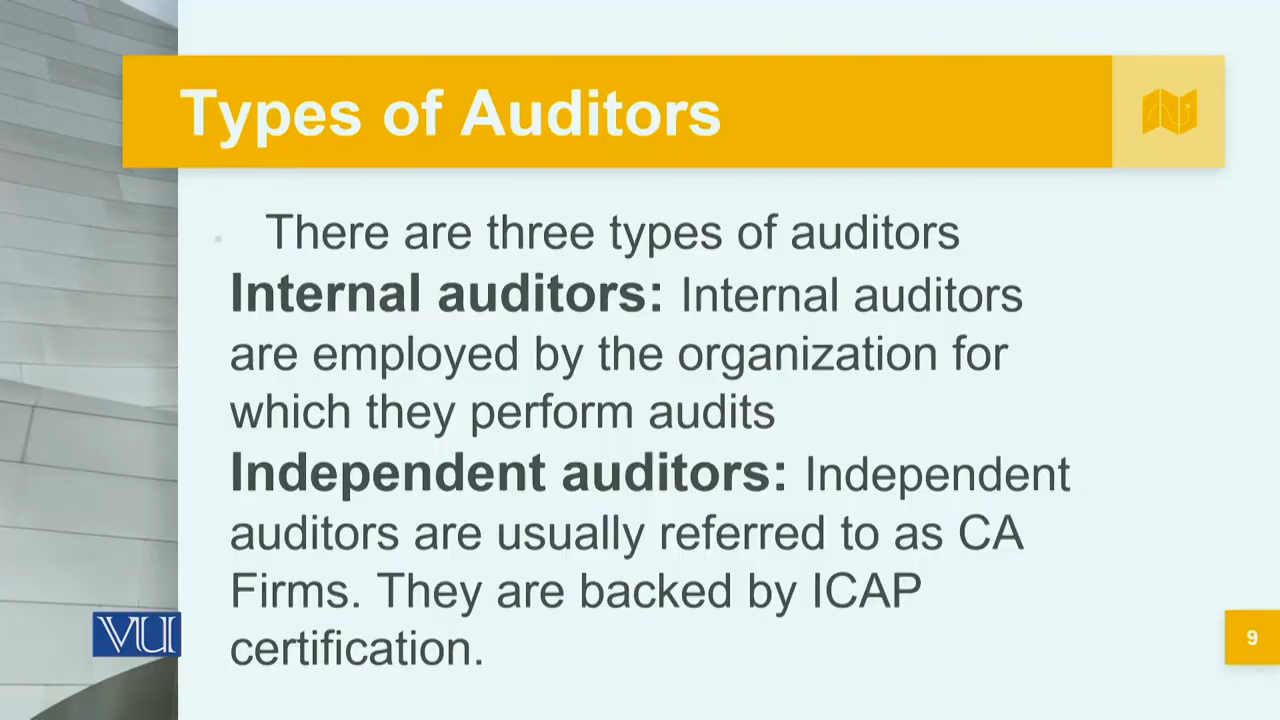 Types of Auditors
There are three types of auditors
Internal auditors: Internal auditors
are employed by the organization for
which they perform audits
Independent auditors: Independent
auditors are usually referred to as CA
Firms. They are backed by ICAP
certification.
VU
9